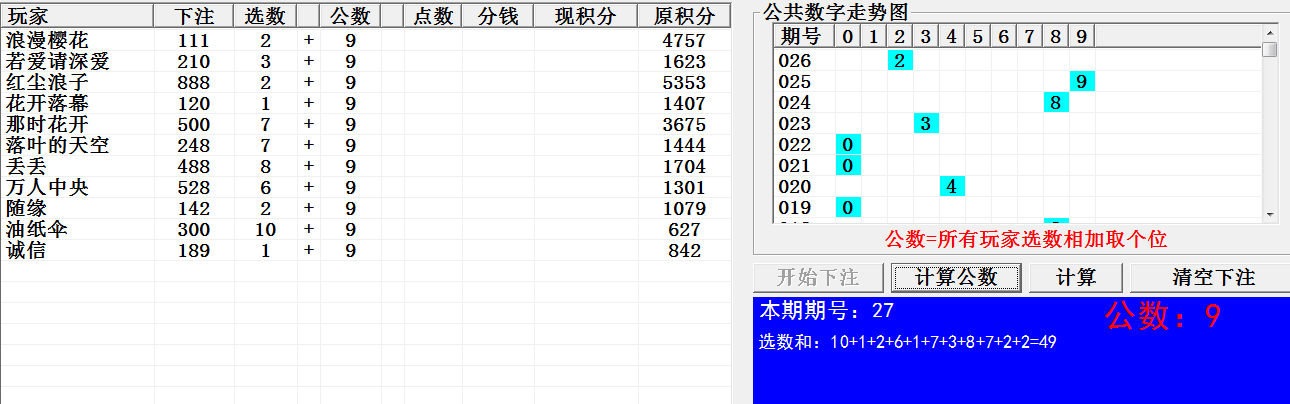 玩家 下注 选数 公数 点数 分钱 现积分 原积分
浪漫樱花 111 2 + 9 4757
若爱请深爱 210 3 + 9 1623
红尘浪子 888 2 + 9 5353
花开落幕 120 1 + 9 1407
那时花开 500 7 + 9 3675
落叶的天空 248 7 + 9 1444
丢丢 488 8 + 9 1704
万人中央 528 6 + 9 1301
随缘 142 2 + 9 1079
油纸伞 300 10 + 9 627
诚信 189 1 + 9 842
公共数字走势图
期号 0 1 2 3 4 5 6 7 8 9
026 2
025 9
024 8
023 3
022 0
021 0
020 4
019 0
公数=所有玩家选数相加取个位
开始下注 计算公数 计算 清空下注
本期期号：27 公数：9
选数和：10+1+2+6+1+7+3+8+7+2+2=49